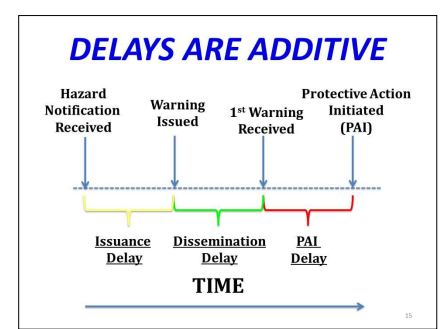 DELAYS ARE ADDITIVE
Hazard
Notification
Received
Warning
Issued
1st Warning
Received
Protective Action
Initiated
(PAI)
Issuance
Delay
Dissemination
Delay
PAI
Delay
TIME
15